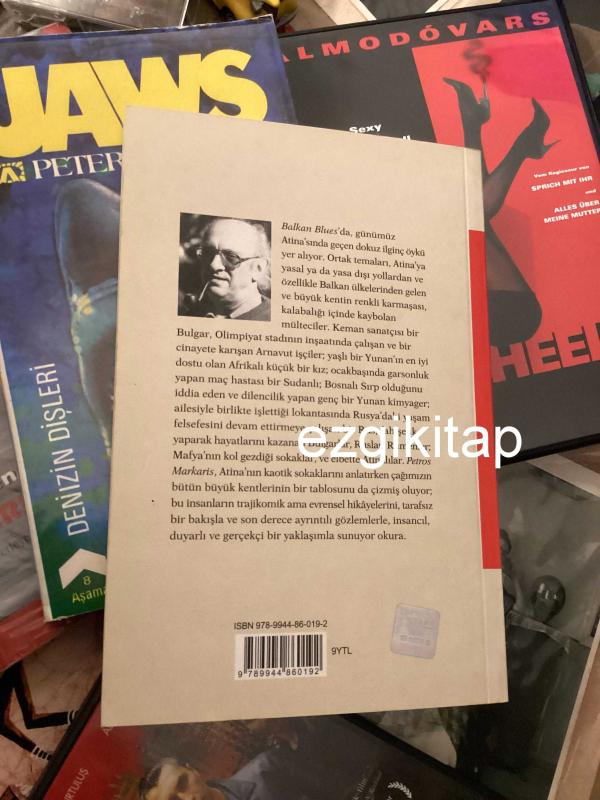 JAWS
PETER
ALMODÓVARS
Sexy
Vom Regisseur von
SPRICH MIT IHR
und
ALLES ÜBER
MEINE MUTTER
HEEL
DENİZİN DİŞLERİ
8
Aşama
Balkan Blues'da, günümüz
Atina'sında geçen dokuz ilginç öykü
yer alıyor. Ortak temaları, Atina'ya
yasal ya da yasa dışı yollardan ve
özellikle Balkan ülkelerinden gelen
ve büyük kentin renkli karmaşası,
kalabalığı içinde kaybolan
mülteciler. Keman sanatçısı bir
Bulgar, Olimpiyat stadının inşaatında çalışan ve bir
cinayete karışan Arnavut işçiler; yaşlı bir Yunan'ın en iyi
dostu olan Afrikalı küçük bir kız; ocakbaşında garsonluk
yapan maç hastası bir Sudanlı; Bosnalı Sırp olduğunu
iddia eden ve dilencilik yapan genç bir Yunan kimyager;
ailesiyle birlikte işlettiği lokantasında Rusya'daki yaşam
felsefesini devam ettirmeye
yaparak hayatlarını kazanan Bulgarlar, Ruslar,
Mafya'nın kol gezdiği sokaklar ve elbette Atinalılar. Petros
Markaris, Atina'nın kaotik sokaklarını anlatırken çağımızın
bütün büyük kentlerinin bir tablosunu da çizmiş oluyor;
bu insanların trajikomik ama evrensel hikâyelerini, tarafsız
bir bakışla ve son derece ayrıntılı gözlemlerle, insancıl,
duyarlı ve gerçekçi bir yaklaşımla sunuyor okura.
ezgikitap
ISBN 978-9944-86-019-2
9YTL
9 789944 860192
URTULUŞ